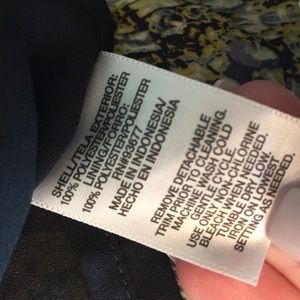 SHELL/TELA EXTERIOR:
100% POLYESTER/POLIESTER
LINING/FORRO:
100% POLYESTER/POLIESTER
MADE IN INDONESIA/
HECHO EN INDONESIA
REMOVE DETACHABLE
TRIM PRIOR TO CLEANING.
MACHINE WASH COLD
GENTLE CYCLE.
USE ONLY NON-CHLORINE
BLEACH WHEN NEEDED.
TUMBLE DRY LOW.
IRON ON LOWEST
SETTING AS NEEDED.